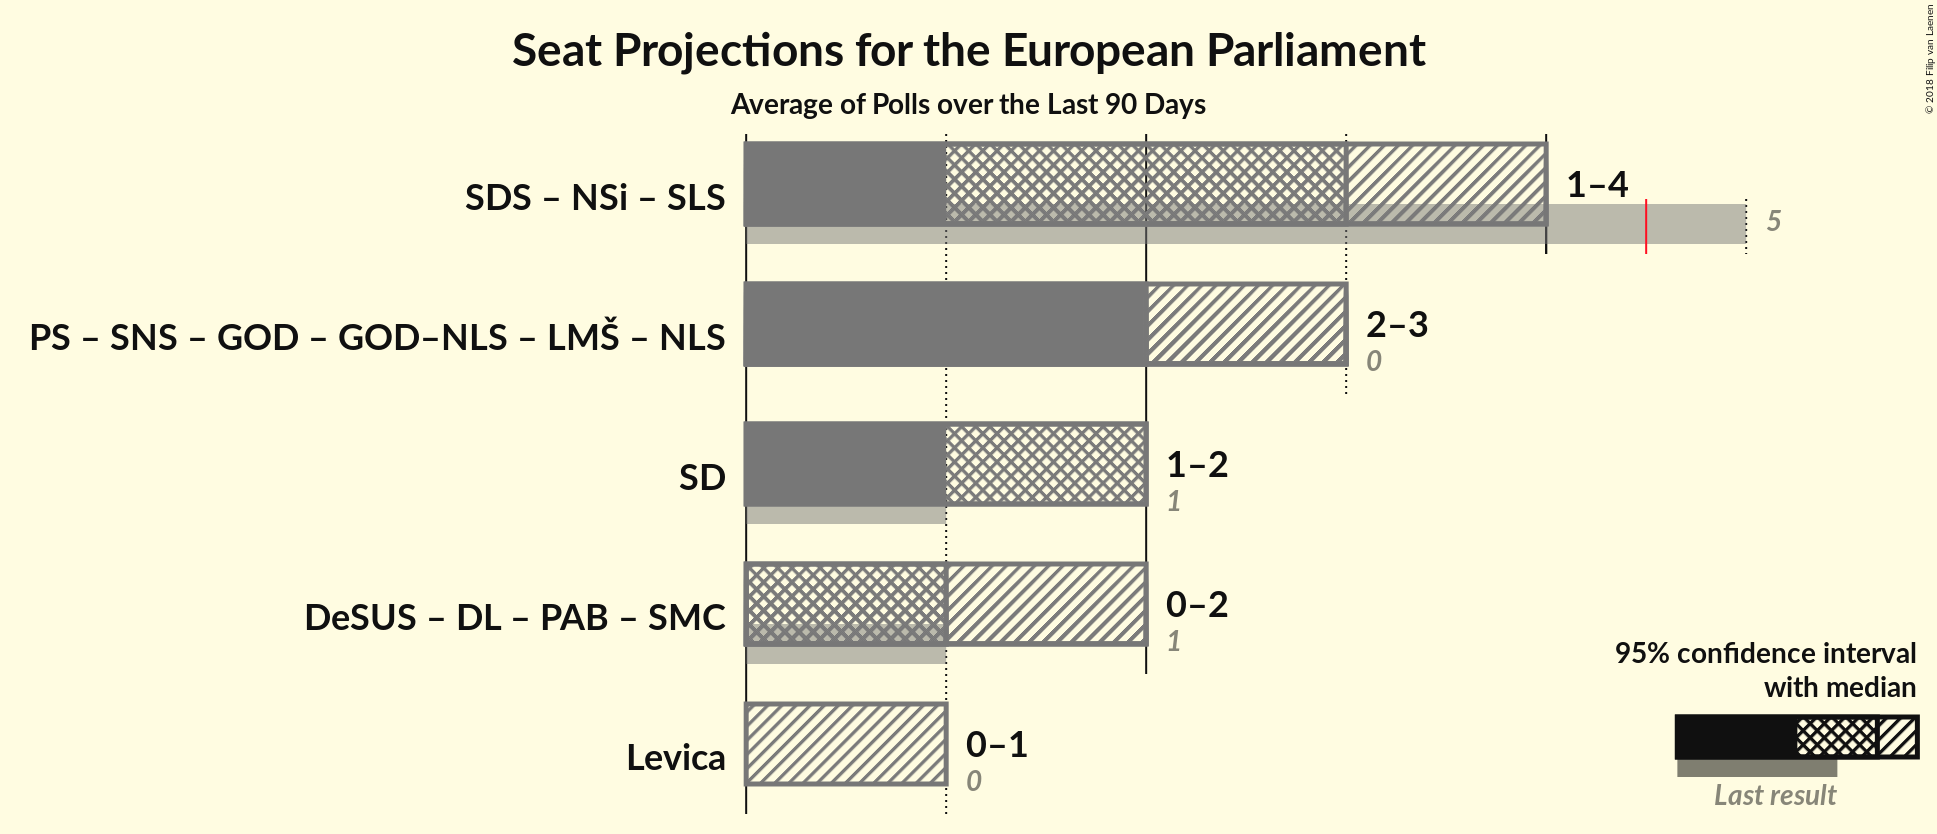 Seat Projections for the European Parliament
Average of Polls over the Last 90 Days
© 2018 Filip van Laenen
SDS – NSi – SLS
1–4
5
PS – SNS – GOD – GOD–NLS – LMŠ – NLS
2–3
0
SD
1–2
1
DeSUS – DL – PAB – SMC
0–2
1
Levica
0–1
0
95% confidence interval
with median
Last result